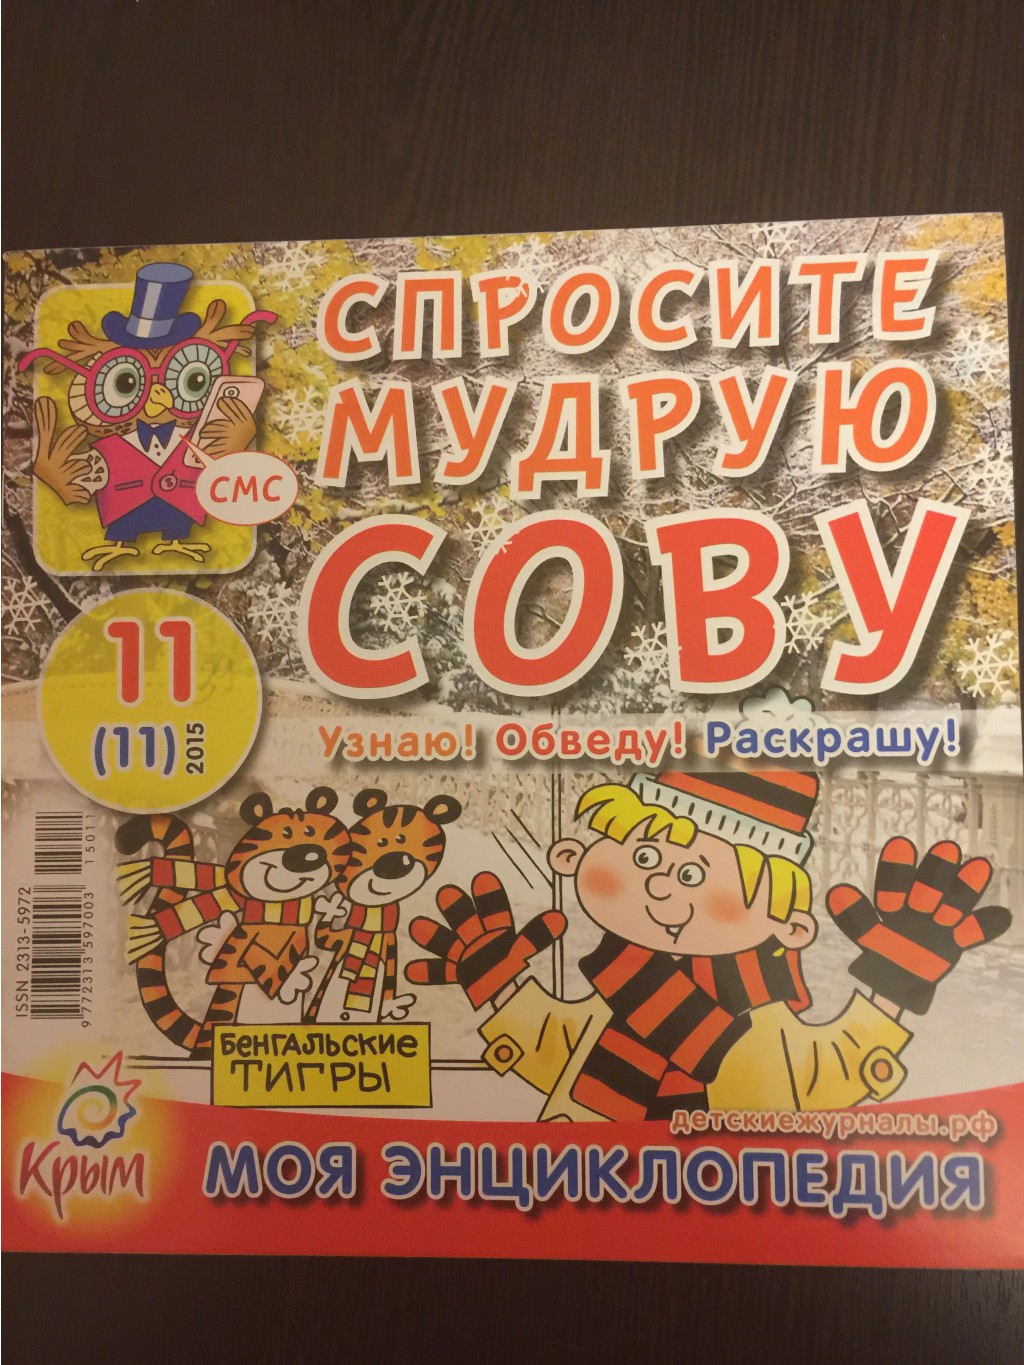 СПРОСИТЕ
МУДРУЮ
СОВУ
СМС
11
(11) 2015
Узнаю! Обведу! Раскрашу!
ISSN 2313-5972
15011
9 772313 597003
БЕНГАЛЬСКИЕ
ТИГРЫ
детскиежурналы.рф
Крым
МОЯ ЭНЦИКЛОПЕДИЯ